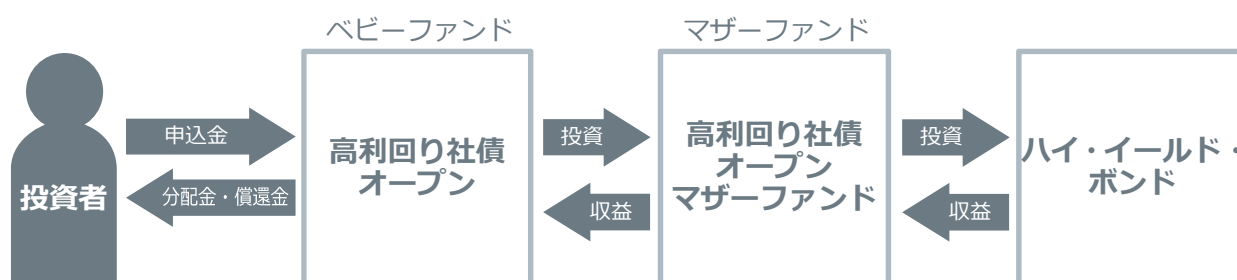 ベビーファンド
マザーファンド
投資者
申込金
分配金・償還金
高利回り社債
オープン
投資
収益
高利回り社債
オープン
マザーファンド
投資
収益
ハイ・イールド・
ボンド